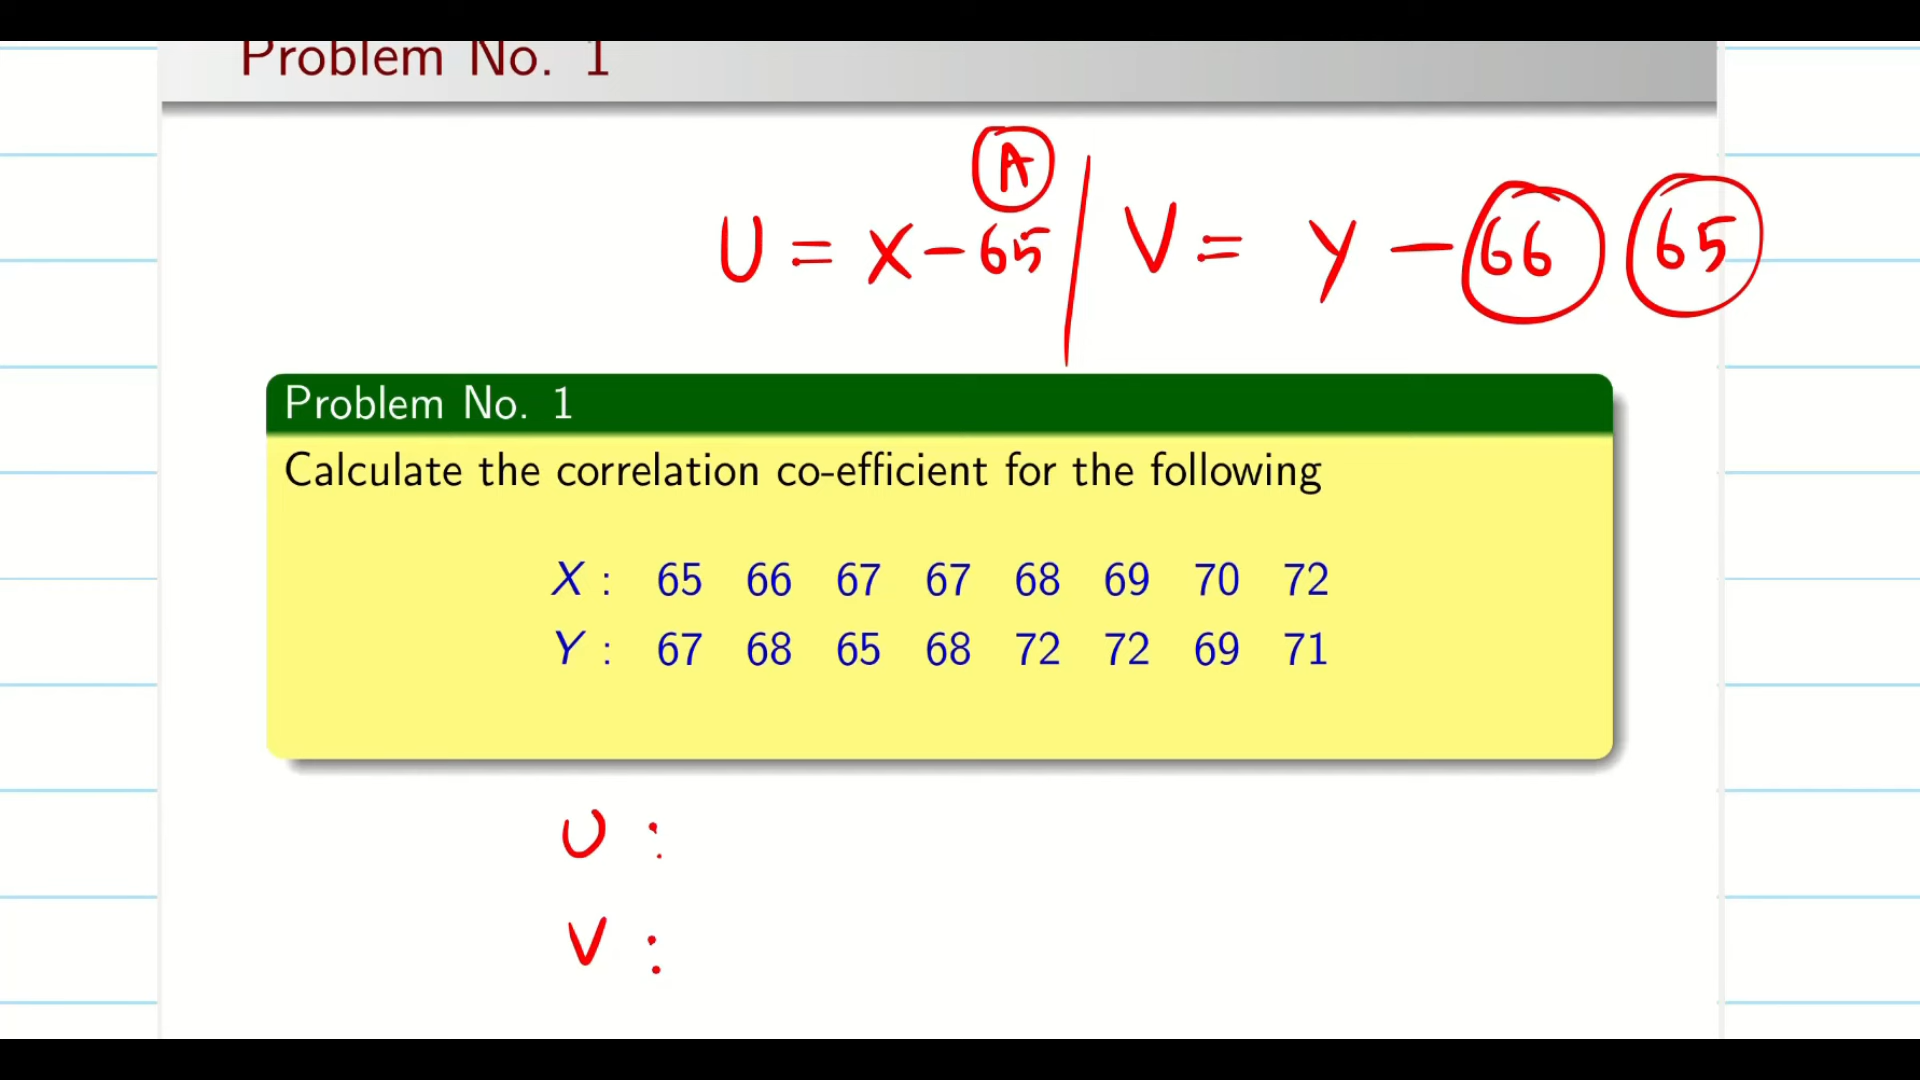 Problem No. 1
A
U = X - 65 / V = Y - 66 65
Problem No. 1
Calculate the correlation co-efficient for the following
X : 65 66 67 67 68 69 70 72
Y : 67 68 65 68 72 72 69 71
U :
V :